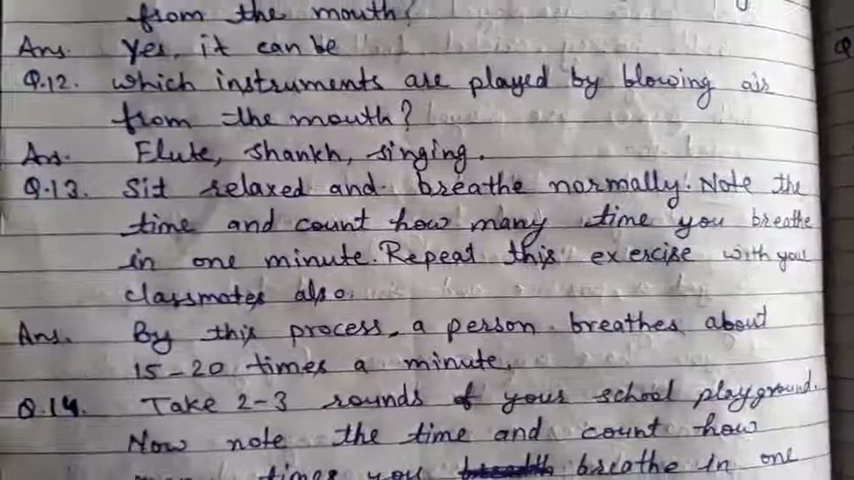 from the mouth?
Ans. Yes, it can be
Q.12. which instruments are played by blowing air
from the mouth?
Ans. Flute, Shankh, singing.
Q.13. Sit relaxed and breathe normally. Note the
time and count how many time you breathe
in one minute. Repeat this exercise with you
classmates also.
Ans. By this process, a person breathes about
15-20 times a minute.
Q.14. Take 2-3 rounds of your school playground.
Now note the time and count how
many times you breathe in one
Q